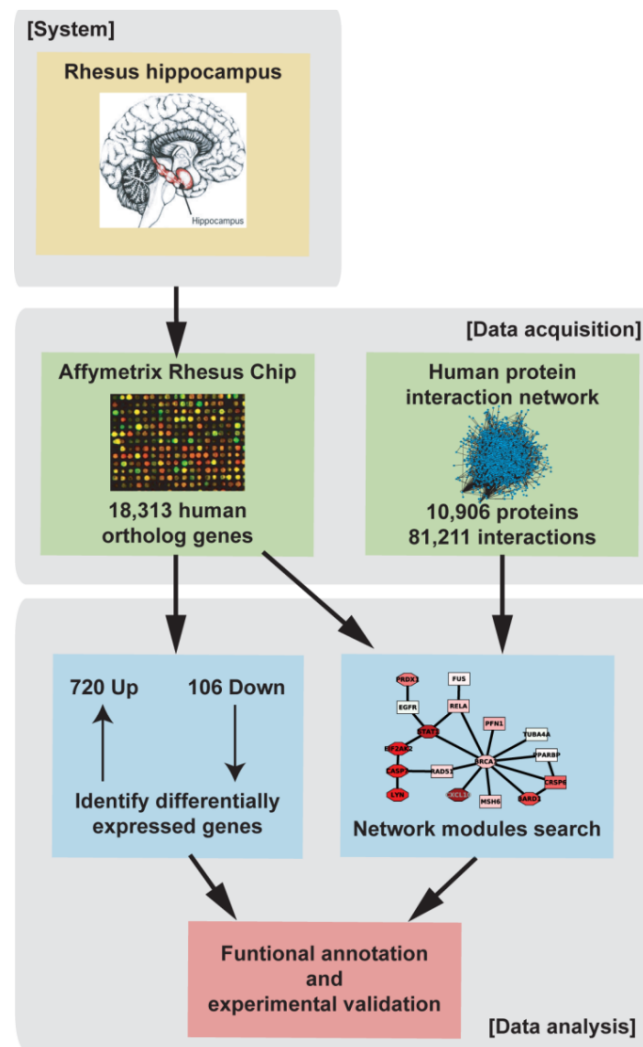 [System]
Rhesus hippocampus
Hippocampus
[Data acquisition]
Affymetrix Rhesus Chip
18,313 human
ortholog genes
Human protein
interaction network
10,906 proteins
81,211 interactions
720 Up
106 Down
Identify differentially
expressed genes
PRDX1
FUS
EGFR
RELA
PFN1
STAT1
TUBA4A
EIF2AK2
BRCA1
PPARBP
CASP7
RAD51
CRSP6
LYN
MSH6
BARD1
Network modules search
Funtional annotation
and
experimental validation
[Data analysis]